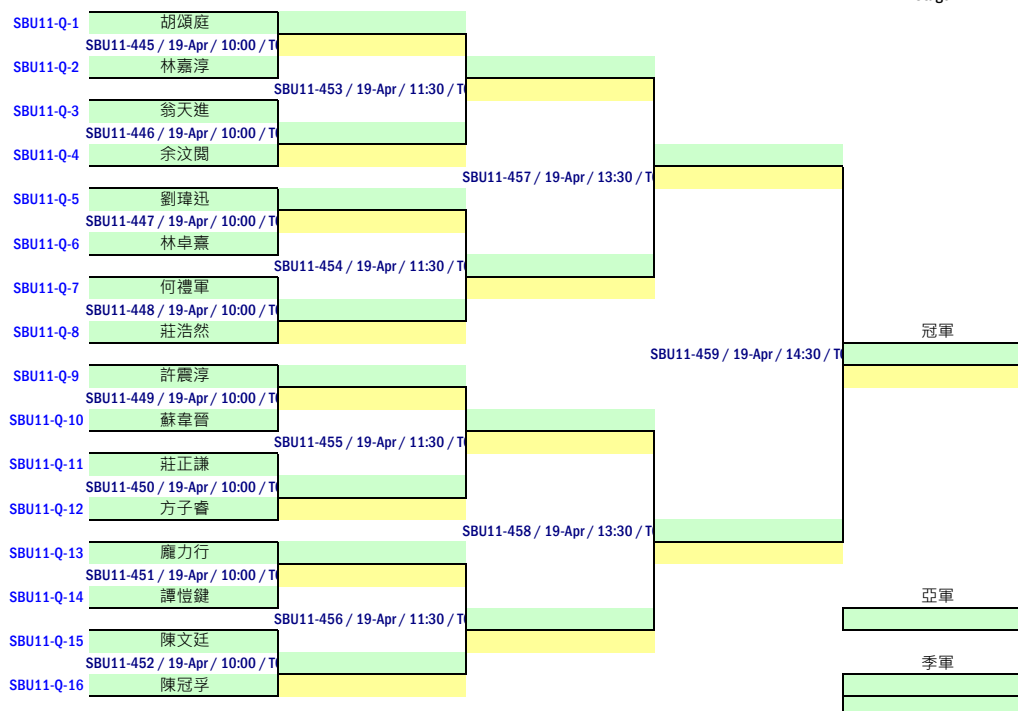 SBU11-Q-1 胡頌庭
SBU11-445 / 19-Apr / 10:00 / T
SBU11-Q-2 林嘉淳
SBU11-453 / 19-Apr / 11:30 / T
SBU11-Q-3 翁天進
SBU11-446 / 19-Apr / 10:00 / T
SBU11-Q-4 余汶閲
SBU11-457 / 19-Apr / 13:30 / T
SBU11-Q-5 劉瑋迅
SBU11-447 / 19-Apr / 10:00 / T
SBU11-Q-6 林卓熹
SBU11-454 / 19-Apr / 11:30 / T
SBU11-Q-7 何禮軍
SBU11-448 / 19-Apr / 10:00 / T
SBU11-Q-8 莊浩然
冠軍
SBU11-459 / 19-Apr / 14:30 / T
SBU11-Q-9 許震淳
SBU11-449 / 19-Apr / 10:00 / T
SBU11-Q-10 蘇韋晉
SBU11-455 / 19-Apr / 11:30 / T
SBU11-Q-11 莊正謙
SBU11-450 / 19-Apr / 10:00 / T
SBU11-Q-12 方子睿
SBU11-458 / 19-Apr / 13:30 / T
SBU11-Q-13 龐力行
SBU11-451 / 19-Apr / 10:00 / T
SBU11-Q-14 譚愷鍵
亞軍
SBU11-456 / 19-Apr / 11:30 / T
SBU11-Q-15 陳文廷
SBU11-452 / 19-Apr / 10:00 / T
季軍
SBU11-Q-16 陳冠孚